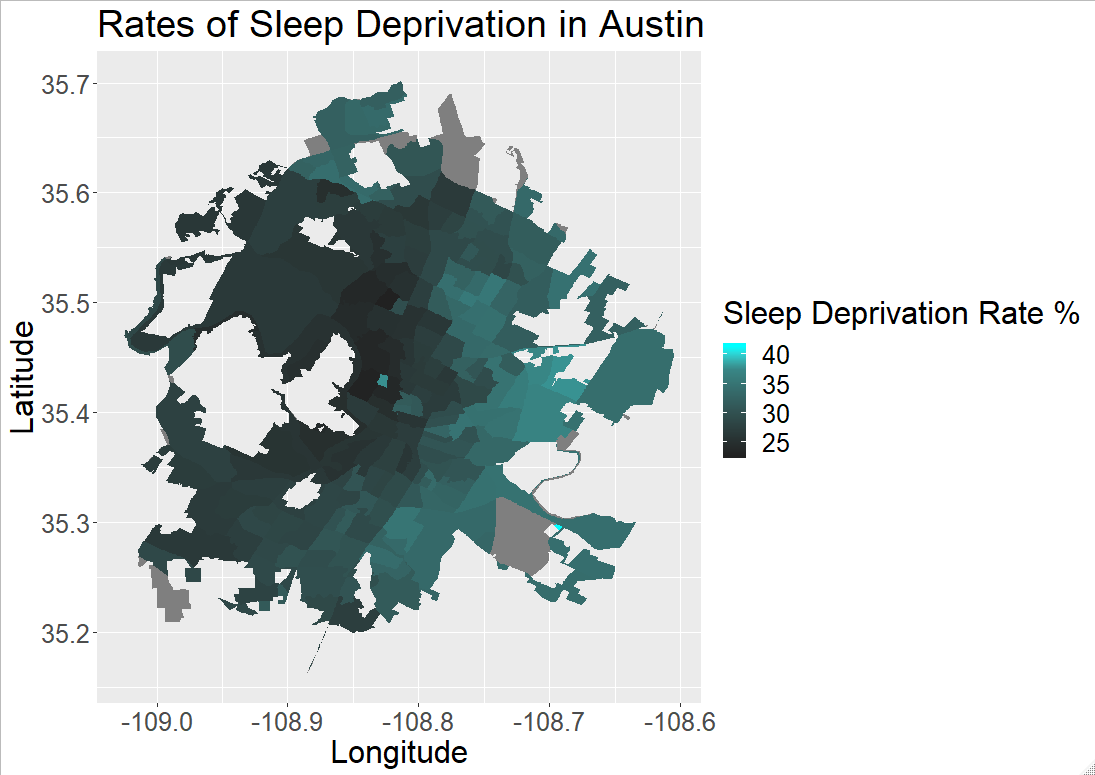 Rates of Sleep Deprivation in Austin
35.7
35.6
35.5
35.4
35.3
35.2
Latitude
-109.0 -108.9 -108.8 -108.7 -108.6
Longitude
Sleep Deprivation Rate %
40
35
30
25